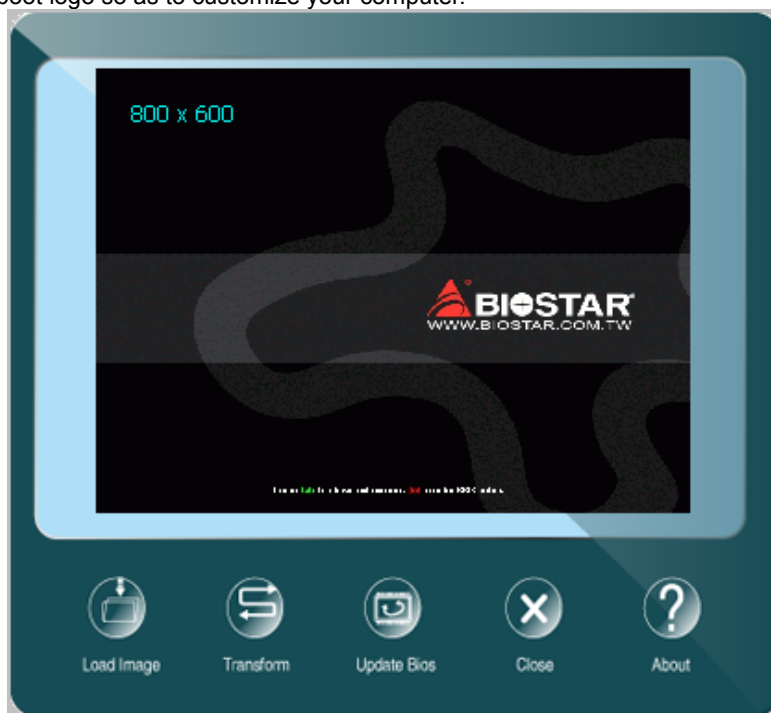 boot logo so as to customize your computer.
800 x 600
BIOSTAR
WWW.BIOSTAR.COM.TW
Load Image Transform Update Bios Close About